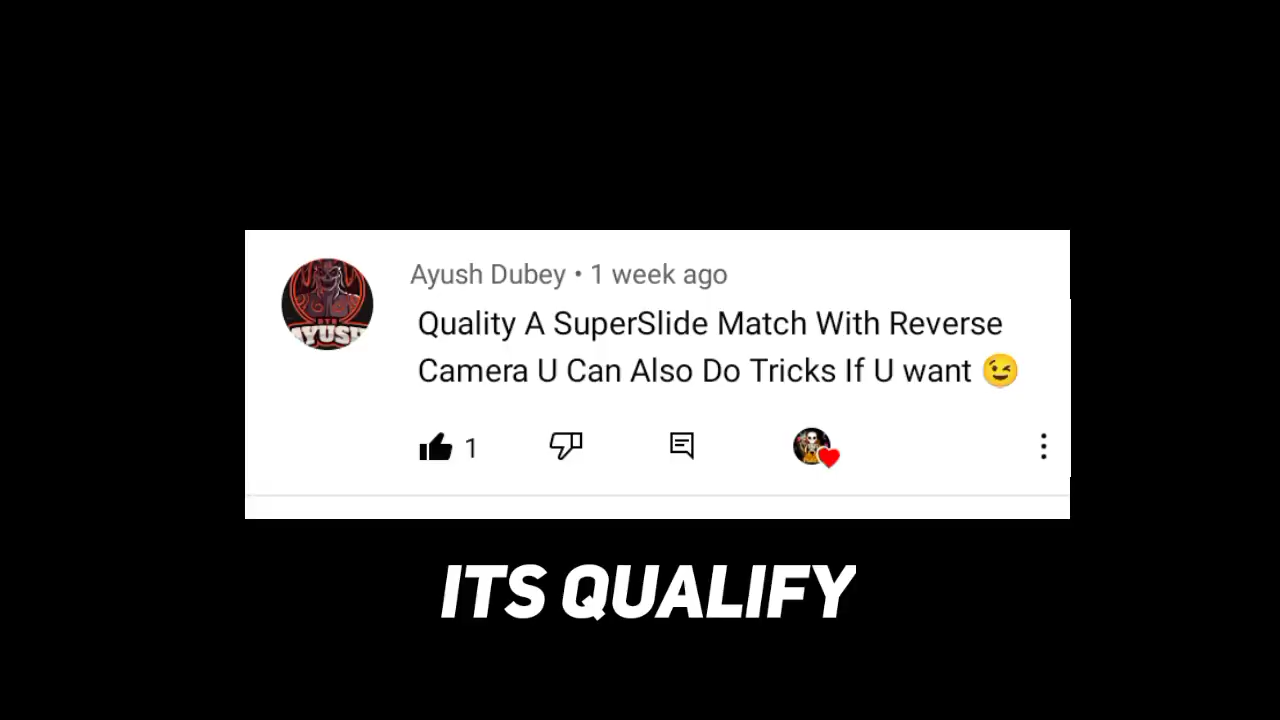 Ayush Dubey • 1 week ago
Quality A SuperSlide Match With Reverse
Camera U Can Also Do Tricks If U want 😉
1
AYUSH
ITS QUALIFY